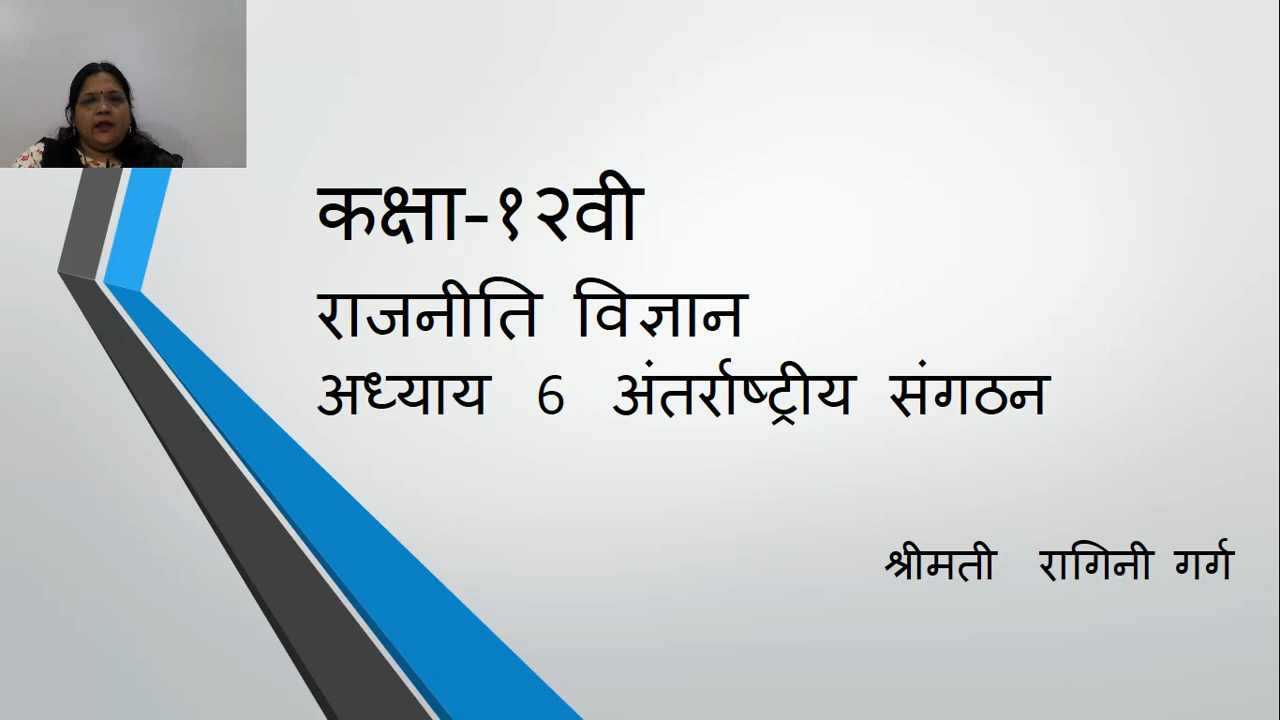 कक्षा-१२वी
राजनीति विज्ञान
अध्याय 6 अंतर्राष्ट्रीय संगठन
श्रीमती रागिनी गर्ग